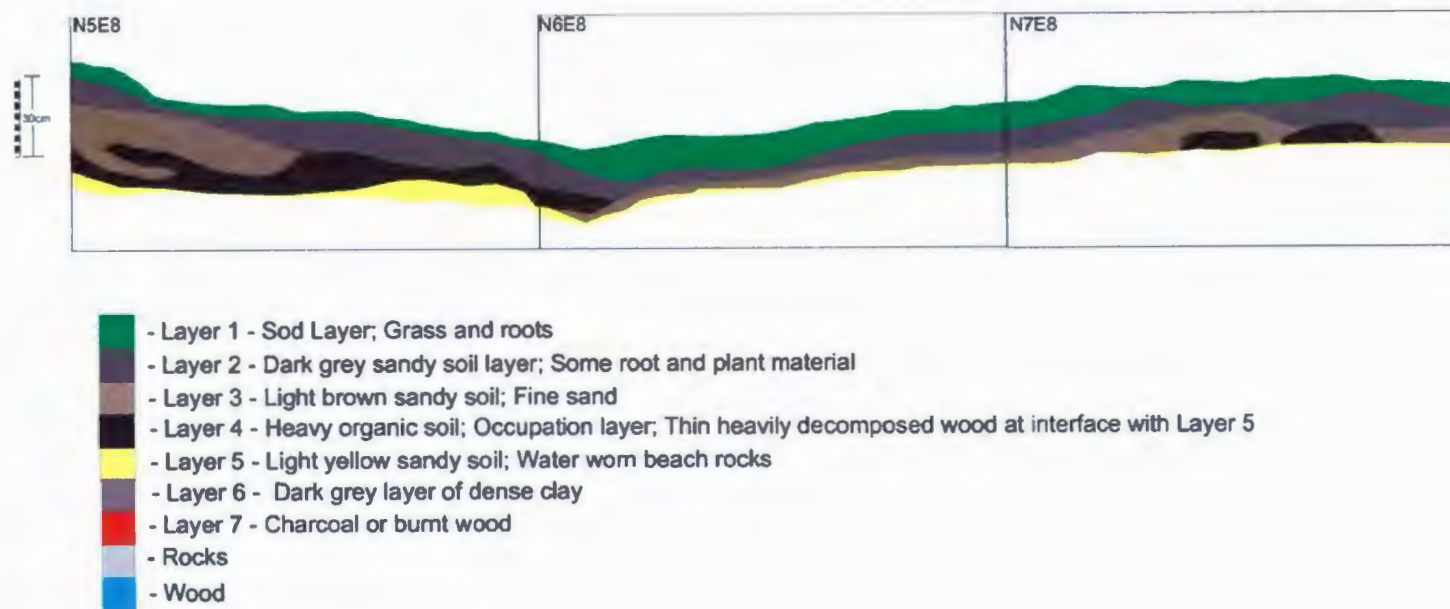 N5E8 N6E8 N7E8
30cm
- Layer 1 - Sod Layer; Grass and roots
- Layer 2 - Dark grey sandy soil layer; Some root and plant material
- Layer 3 - Light brown sandy soil; Fine sand
- Layer 4 - Heavy organic soil; Occupation layer; Thin heavily decomposed wood at interface with Layer 5
- Layer 5 - Light yellow sandy soil; Water worn beach rocks
- Layer 6 - Dark grey layer of dense clay
- Layer 7 - Charcoal or burnt wood
- Rocks
- Wood